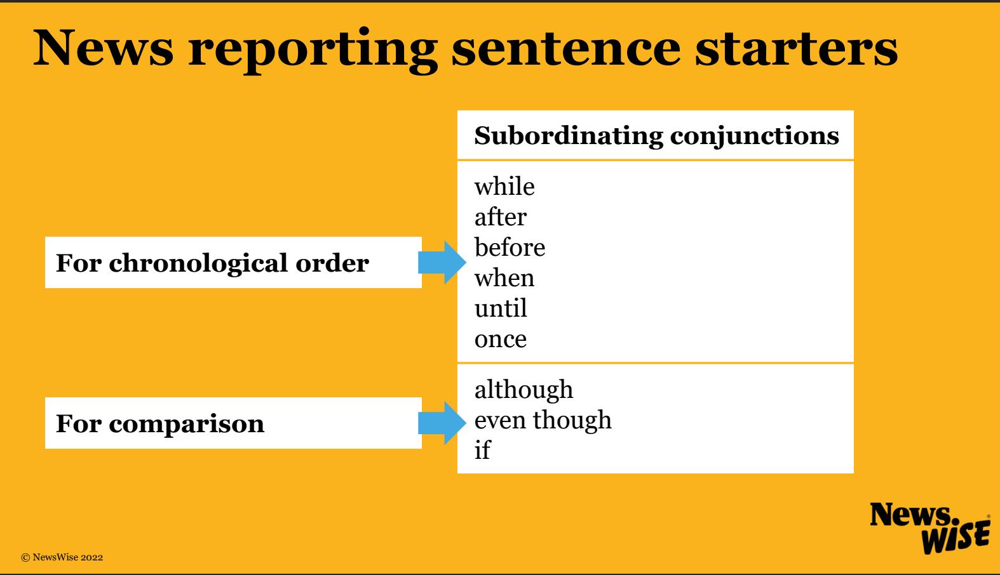 News reporting sentence starters
Subordinating conjunctions
For chronological order
while
after
before
when
until
once
For comparison
although
even though
if
News.
WISE®
© NewsWise 2022